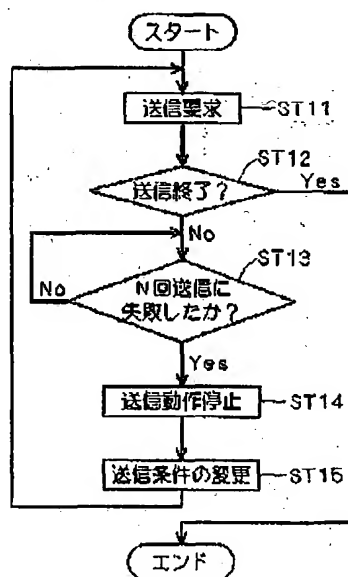 スタート
送信要求
ST11
送信終了?
ST12
Yes
No
N回送信に
失敗したか?
ST13
No
Yes
送信動作停止
ST14
送信条件の変更
ST15
エンド